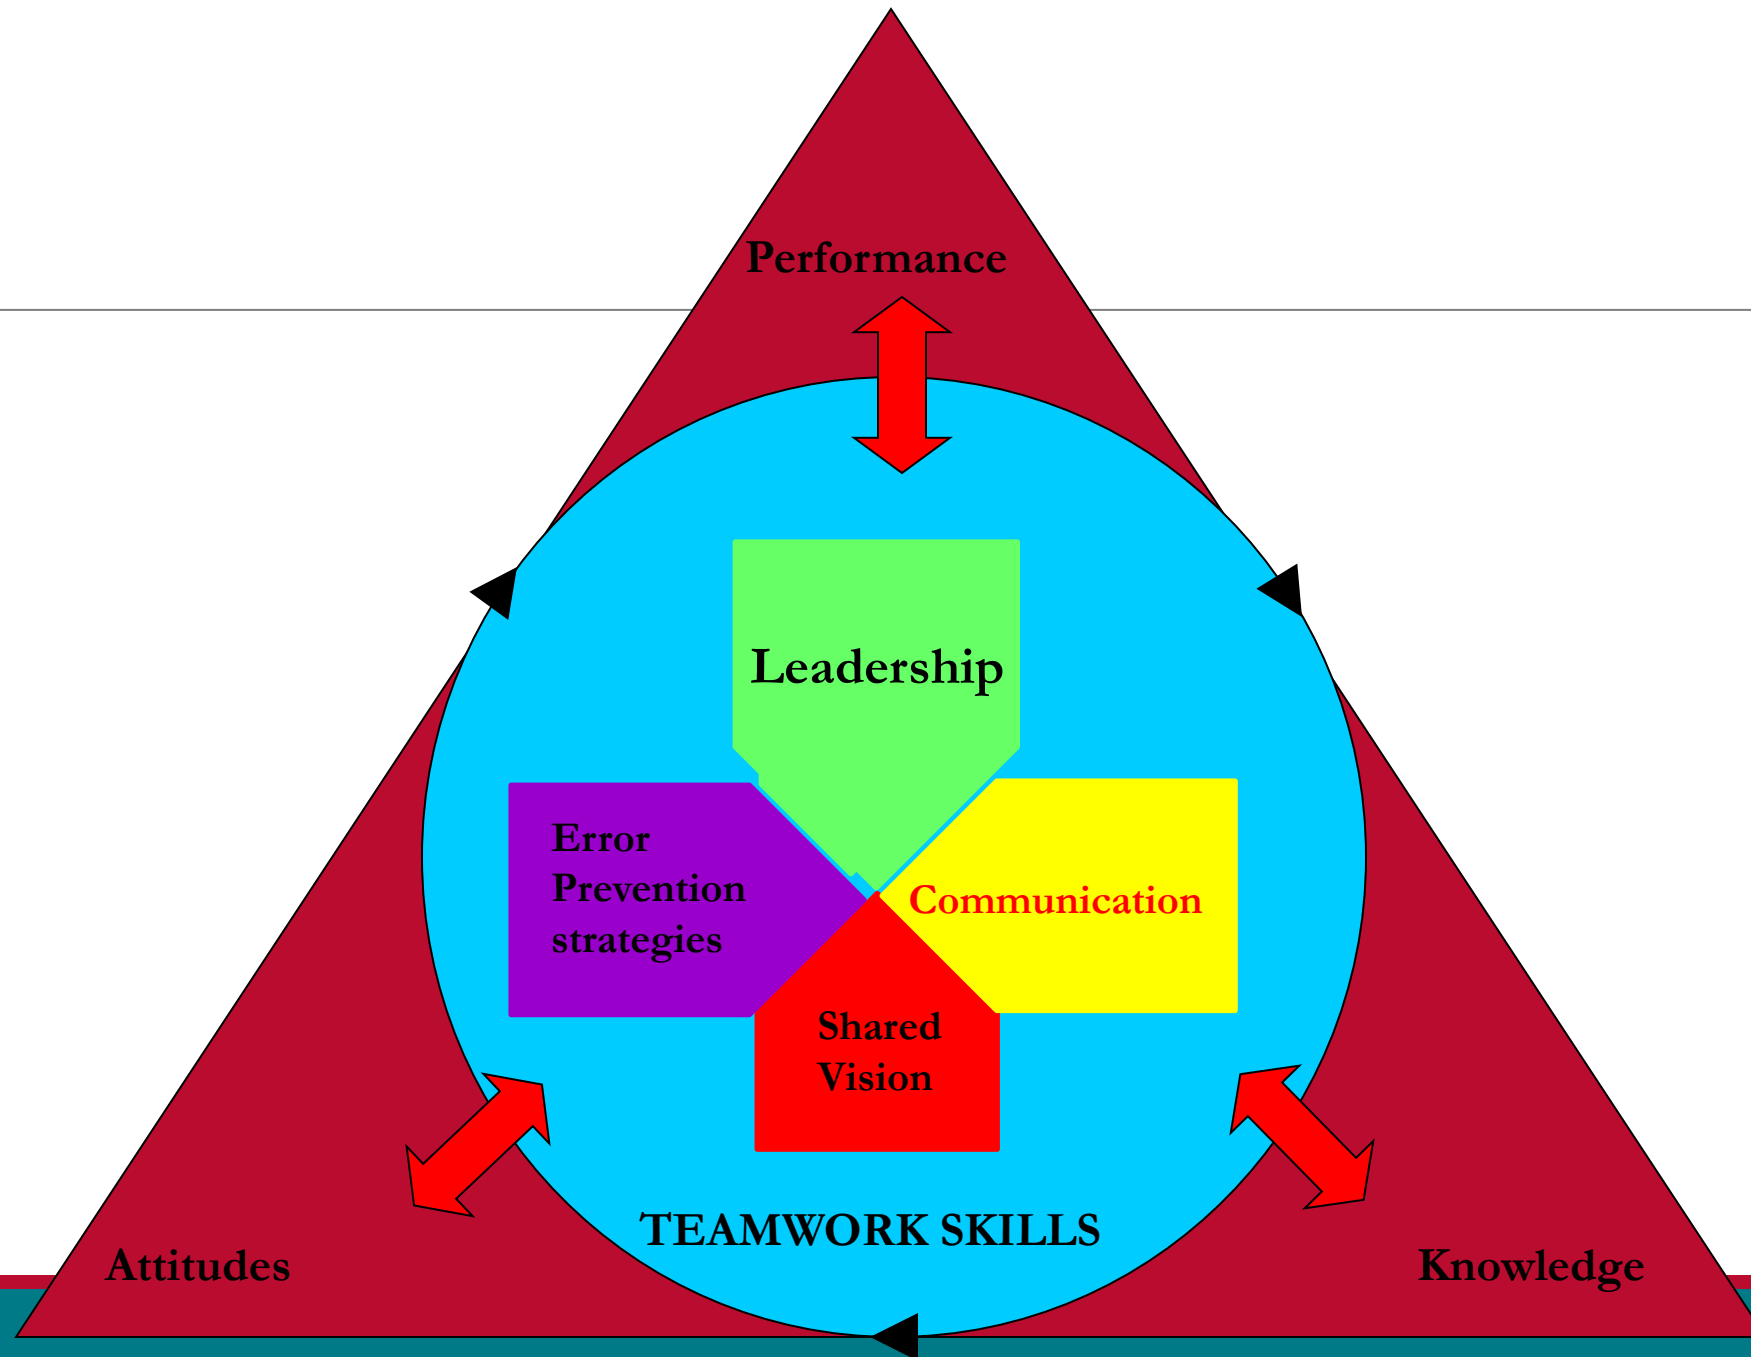 Performance
Leadership
Error
Prevention
strategies
Communication
Shared
Vision
TEAMWORK SKILLS
Attitudes
Knowledge